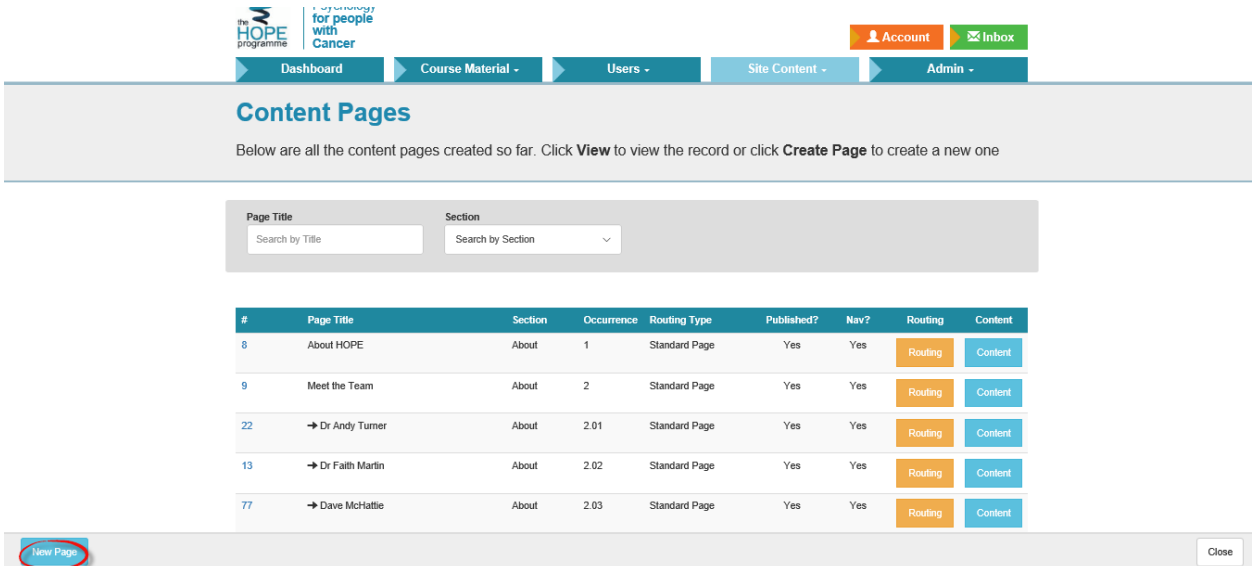 the
HOPE
programme
Psychology
for people
with
Cancer
Account
Inbox
Dashboard
Course Material
Users
Site Content
Admin
Content Pages
Below are all the content pages created so far. Click View to view the record or click Create Page to create a new one
Page Title Section
Search by Title Search by Section
# Page Title Section Occurrence Routing Type Published? Nav? Routing Content
8 About HOPE About 1 Standard Page Yes Yes Routing Content
9 Meet the Team About 2 Standard Page Yes Yes Routing Content
22 → Dr Andy Turner About 2.01 Standard Page Yes Yes Routing Content
13 → Dr Faith Martin About 2.02 Standard Page Yes Yes Routing Content
77 → Dave McHattie About 2.03 Standard Page Yes Yes Routing Content
New Page Close